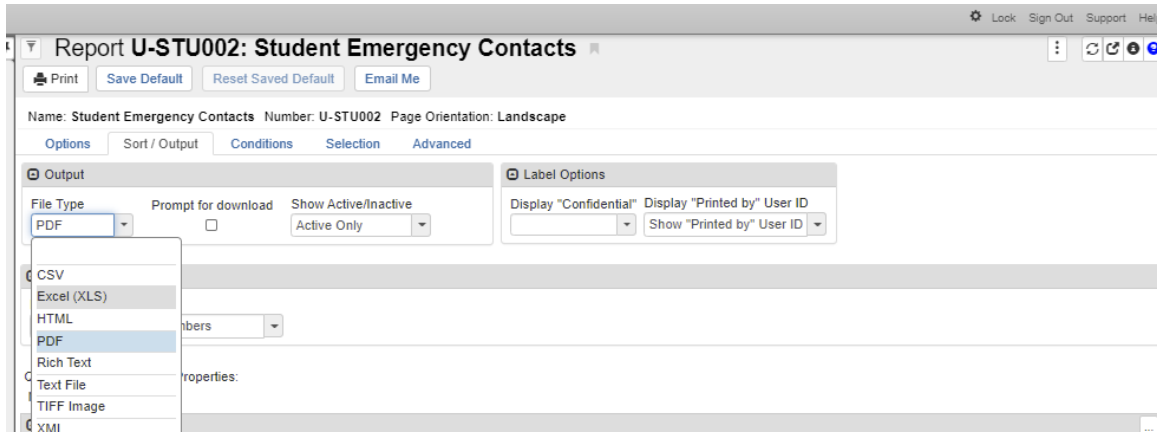 Lock Sign Out Support Hel
Report U-STU002: Student Emergency Contacts
Print Save Default Reset Saved Default Email Me
Name: Student Emergency Contacts Number: U-STU002 Page Orientation: Landscape
Options Sort / Output Conditions Selection Advanced
Output Label Options
File Type Prompt for download Show Active/Inactive Display "Confidential" Display "Printed by" User ID
PDF Active Only Show "Printed by" User ID
CSV
Excel (XLS)
HTML
nbers
PDF
Rich Text
roperties:
Text File
TIFF Image
XML